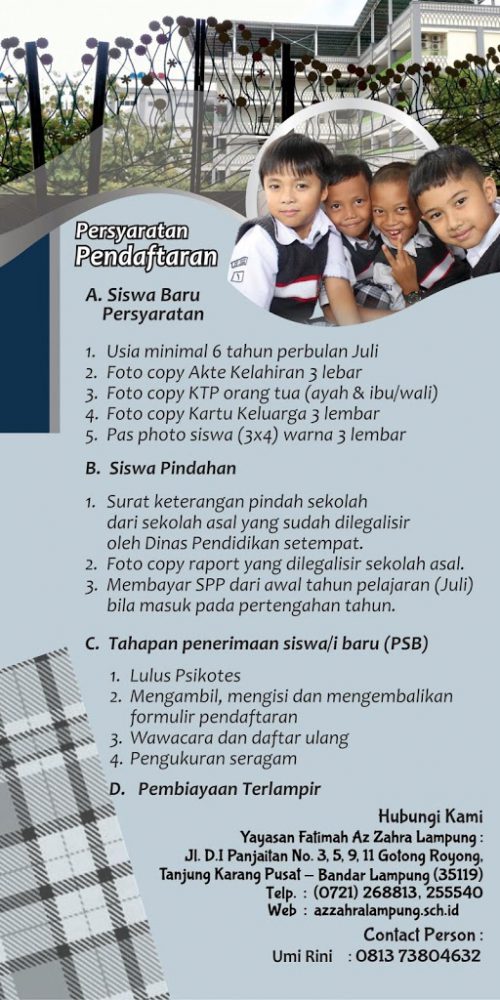 Persyaratan
Pendaftaran
A. Siswa Baru
Persyaratan
1. Usia minimal 6 tahun perbulan Juli
2. Foto copy Akte Kelahiran 3 lebar
3. Foto copy KTP orang tua (ayah & ibu/wali)
4. Foto copy Kartu Keluarga 3 lembar
5. Pas photo siswa (3x4) warna 3 lembar
B. Siswa Pindahan
1. Surat keterangan pindah sekolah
dari sekolah asal yang sudah dilegalisir
oleh Dinas Pendidikan setempat.
2. Foto copy raport yang dilegalisir sekolah asal.
3. Membayar SPP dari awal tahun pelajaran (Juli)
bila masuk pada pertengahan tahun.
C. Tahapan penerimaan siswa/i baru (PSB)
1. Lulus Psikotes
2. Mengambil, mengisi dan mengembalikan
formulir pendaftaran
3. Wawacara dan daftar ulang
4. Pengukuran seragam
D. Pembiayaan Terlampir
Hubungi Kami
Yayasan Fatimah Az Zahra Lampung :
Jl. D.I Panjaitan No. 3, 5, 9, 11 Gotong Royong,
Tanjung Karang Pusat – Bandar Lampung (35119)
Telp. : (0721) 268813, 255540
Web : azzahralampung.sch.id
Contact Person :
Umi Rini : 0813 73804632